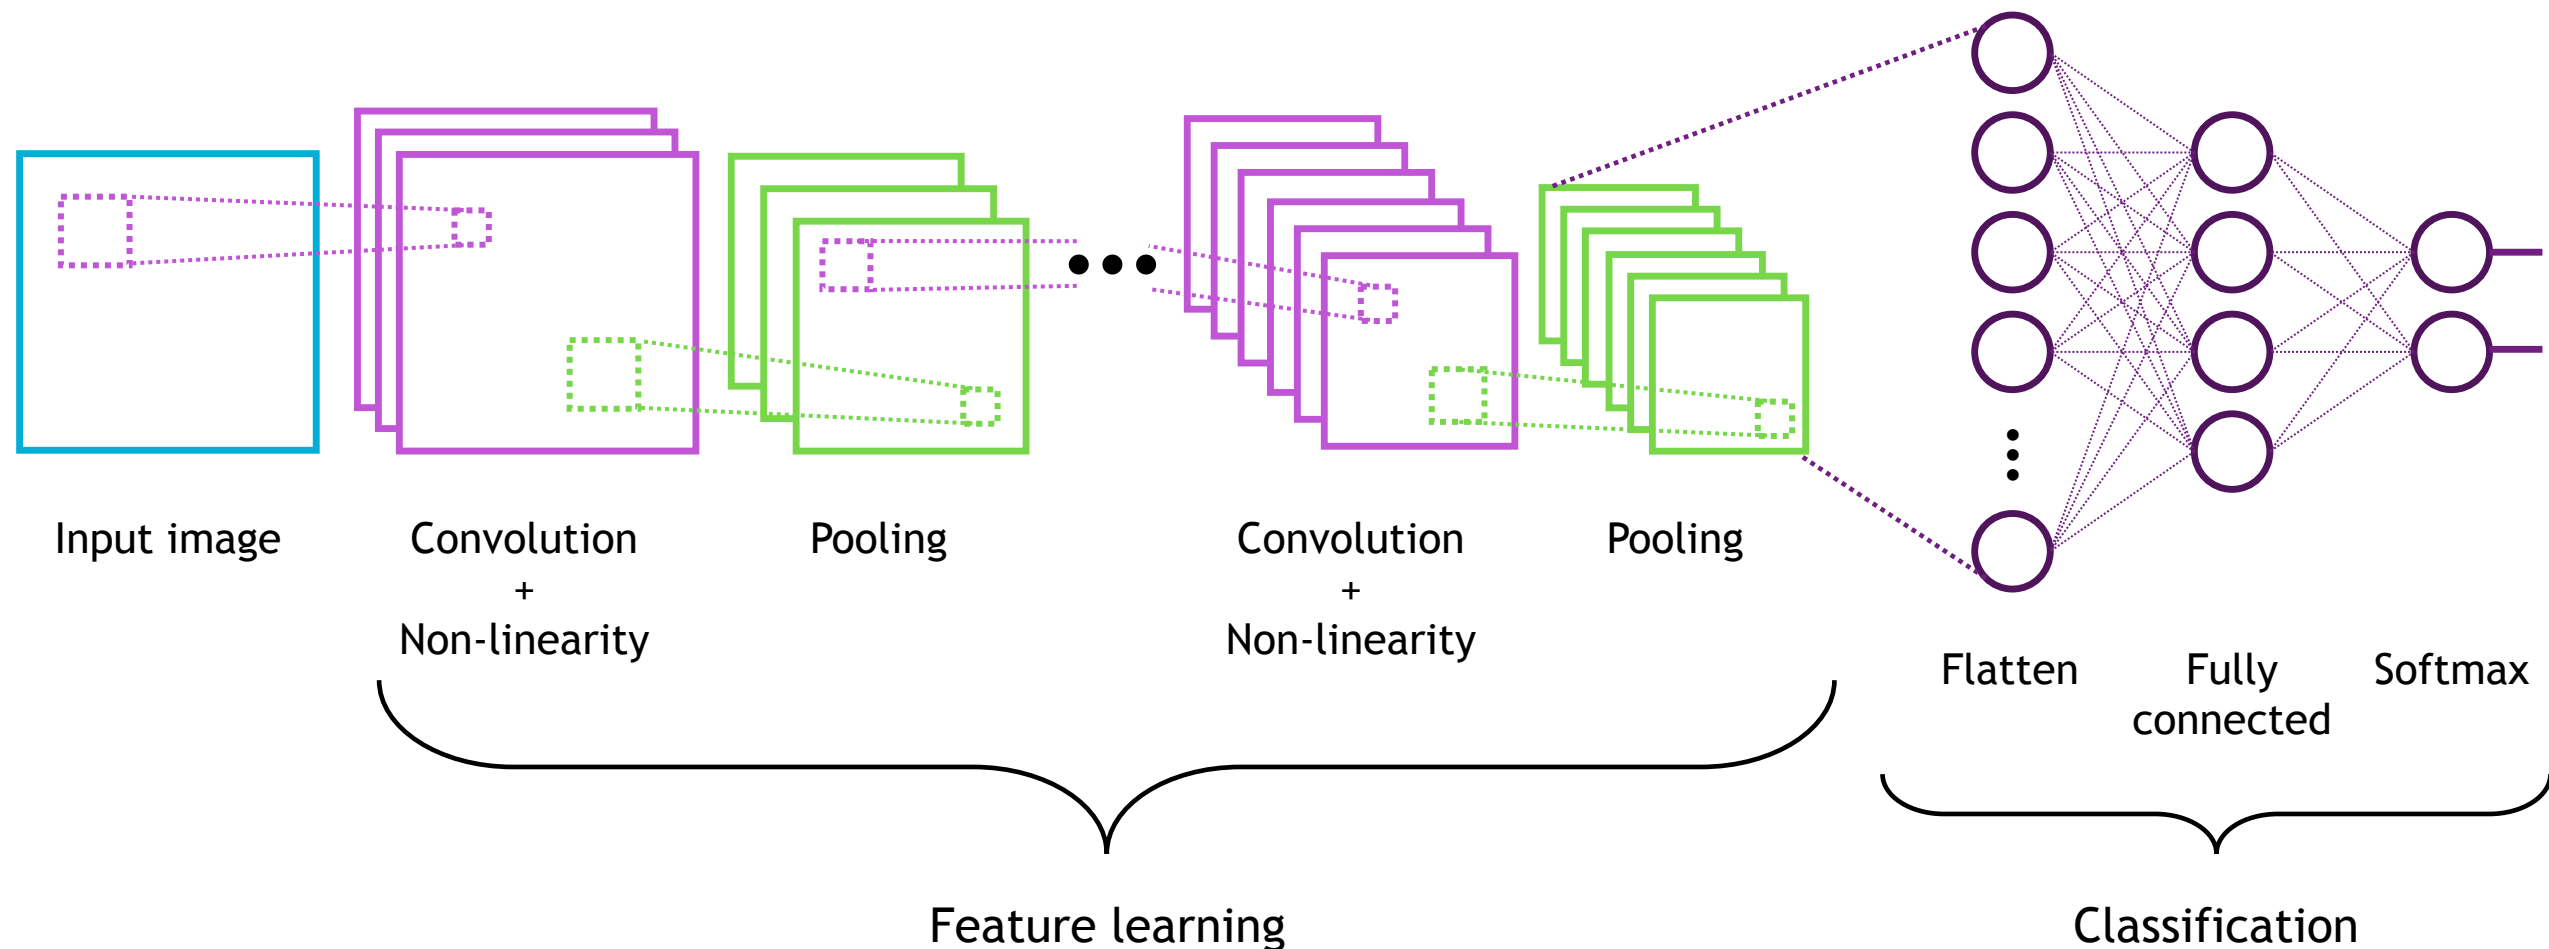 Input image
Convolution
+
Non-linearity
Pooling
Convolution
+
Non-linearity
Pooling
Flatten
Fully
connected
Softmax
Feature learning
Classification